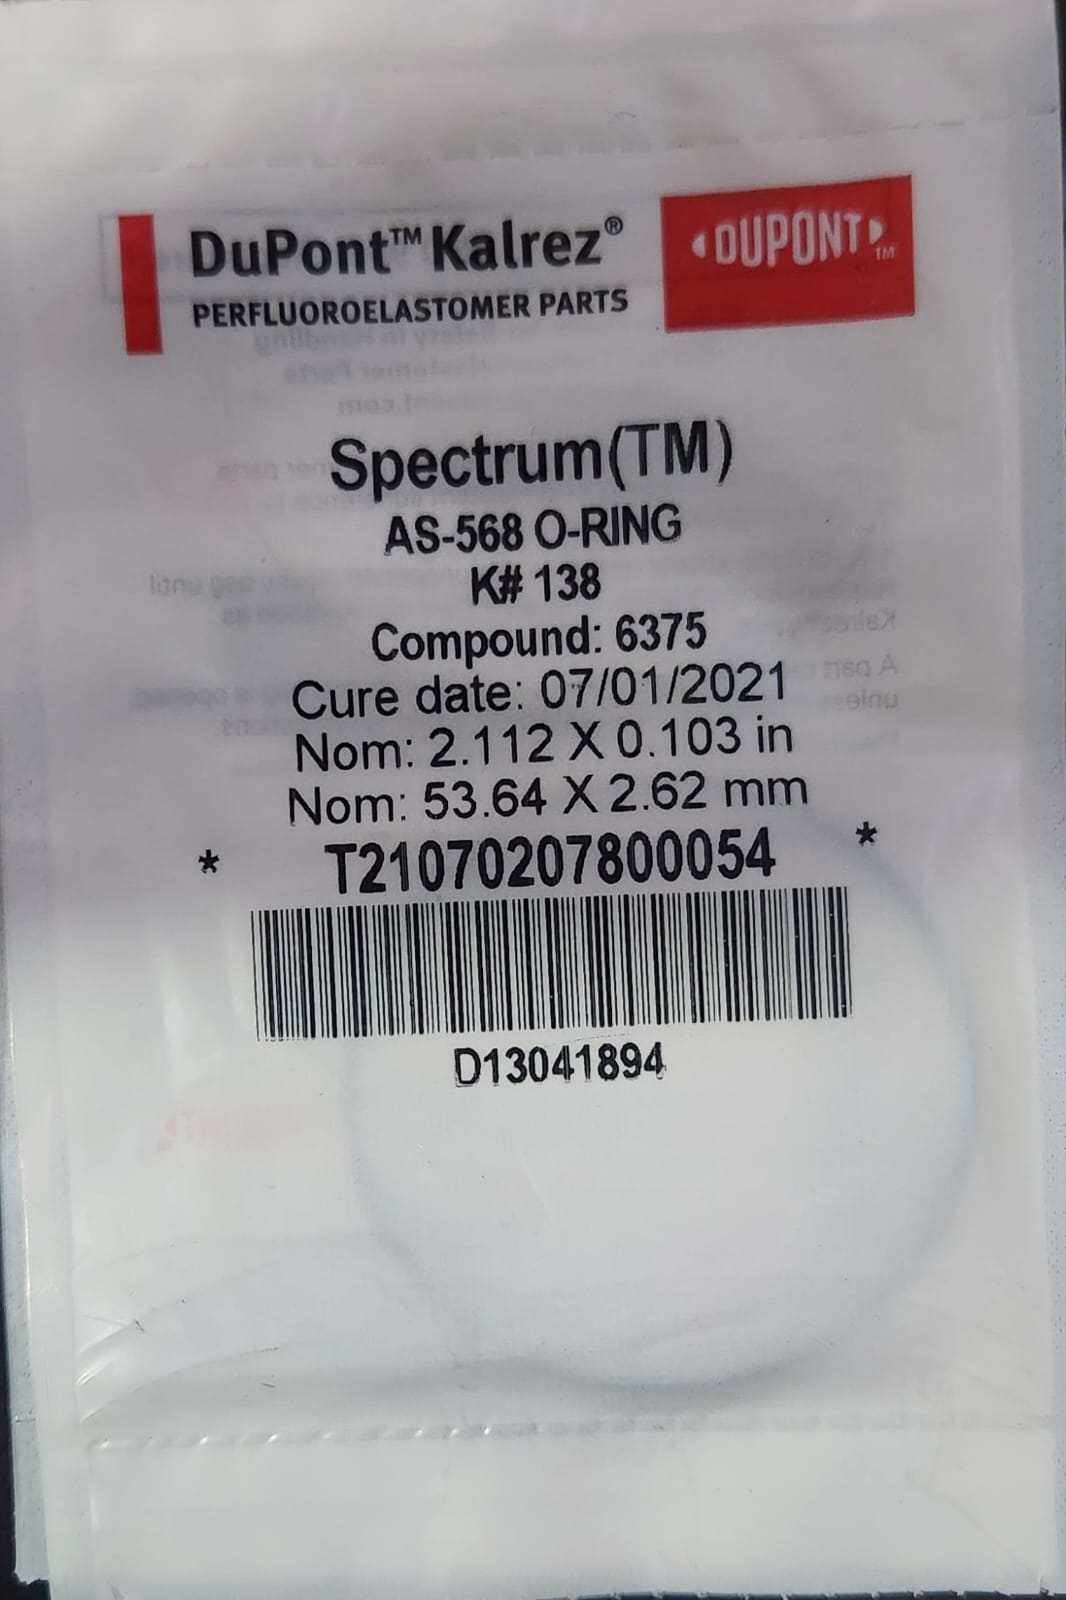 DuPont™ Kalrez®
PERFLUOROELASTOMER PARTS
DUPONT™
Spectrum(TM)
AS-568 O-RING
K# 138
Compound: 6375
Cure date: 07/01/2021
Nom: 2.112 X 0.103 in
Nom: 53.64 X 2.62 mm
* T21070207800054 *
D13041894